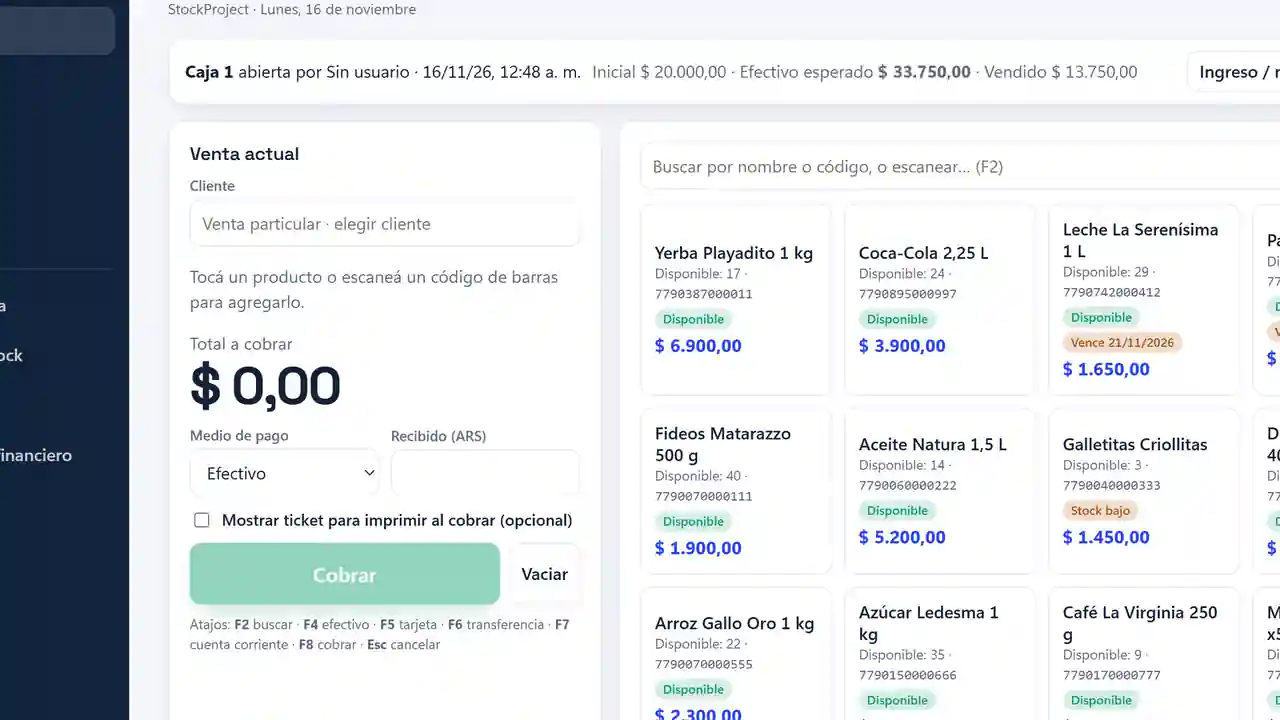 StockProject · Lunes, 16 de noviembre
Caja 1 abierta por Sin usuario · 16/11/26, 12:48 a. m. Inicial $ 20.000,00 · Efectivo esperado $ 33.750,00 · Vendido $ 13.750,00
Ingreso /
ock
inanciero
Venta actual
Cliente
Venta particular · elegir cliente
Tocá un producto o escaneá un código de barras
para agregarlo.
Total a cobrar
$ 0,00
Medio de pago
Recibido (ARS)
Efectivo
Mostrar ticket para imprimir al cobrar (opcional)
Cobrar
Vaciar
Atajos: F2 buscar · F4 efectivo · F5 tarjeta · F6 transferencia · F7
cuenta corriente · F8 cobrar · Esc cancelar
Buscar por nombre o código, o escanear... (F2)
Yerba Playadito 1 kg
Disponible: 17 ·
7790387000011
Disponible
$ 6.900,00
Coca-Cola 2,25 L
Disponible: 24 ·
7790895000997
Disponible
$ 3.900,00
Leche La Serenísima
1 L
Disponible: 29 ·
7790742000412
Disponible
Vence 21/11/2026
$ 1.650,00
Fideos Matarazzo
500 g
Disponible: 40 ·
7790070000111
Disponible
$ 1.900,00
Aceite Natura 1,5 L
Disponible: 14 ·
7790060000222
Disponible
$ 5.200,00
Galletitas Criollitas
Disponible: 3 ·
7790040000333
Stock bajo
$ 1.450,00
Arroz Gallo Oro 1 kg
Disponible: 22 ·
7790070000555
Disponible
$ 2.300,00
Azúcar Ledesma 1
kg
Disponible: 35 ·
7790150000666
Disponible
Café La Virginia 250
g
Disponible: 9 ·
7790170000777
Disponible